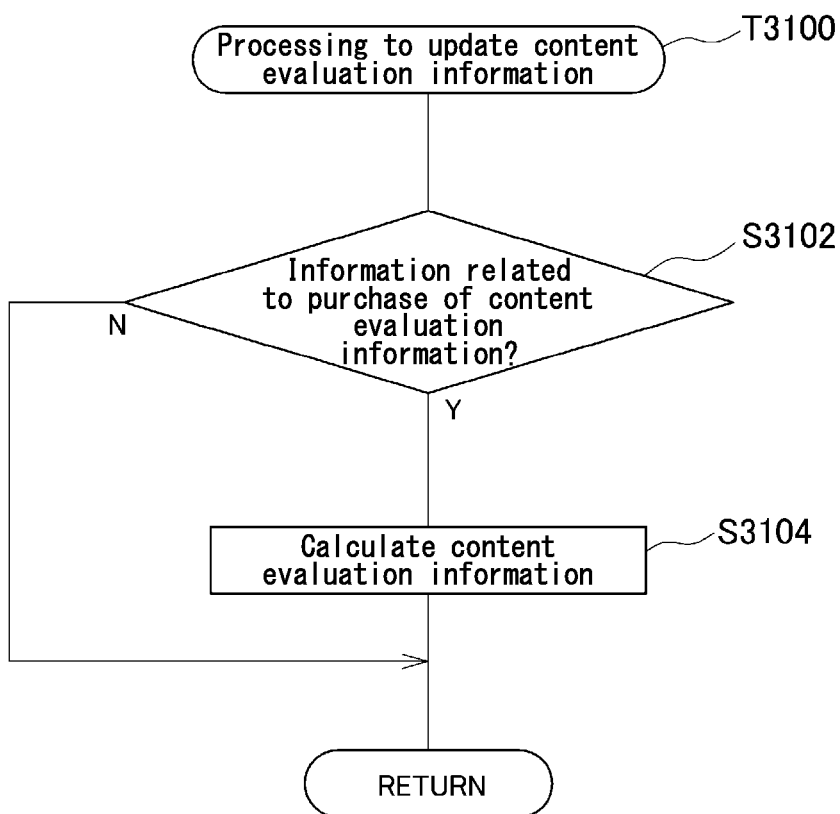 Processing to update content
evaluation information
T3100
Information related
to purchase of content
evaluation
information?
S3102
N
Y
Calculate content
evaluation information
S3104
RETURN